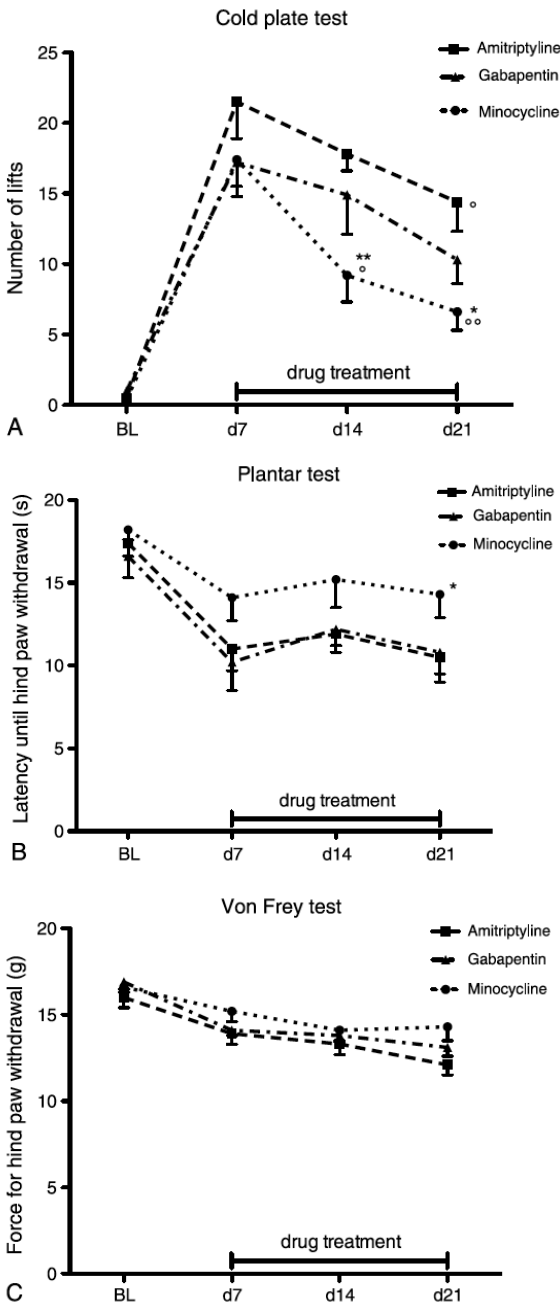 Cold plate test
Amitriptyline
Gabapentin
Minocycline
Number of lifts
25
20
15
10
5
0
**
°
°
*
°°
drug treatment
BL
d7
d14
d21
A
Plantar test
Amitriptyline
Gabapentin
Minocycline
Latency until hind paw withdrawal (s)
20
15
10
5
0
*
drug treatment
BL
d7
d14
d21
B
Von Frey test
Amitriptyline
Gabapentin
Minocycline
Force for hind paw withdrawal (g)
20
15
10
5
0
drug treatment
BL
d7
d14
d21
C